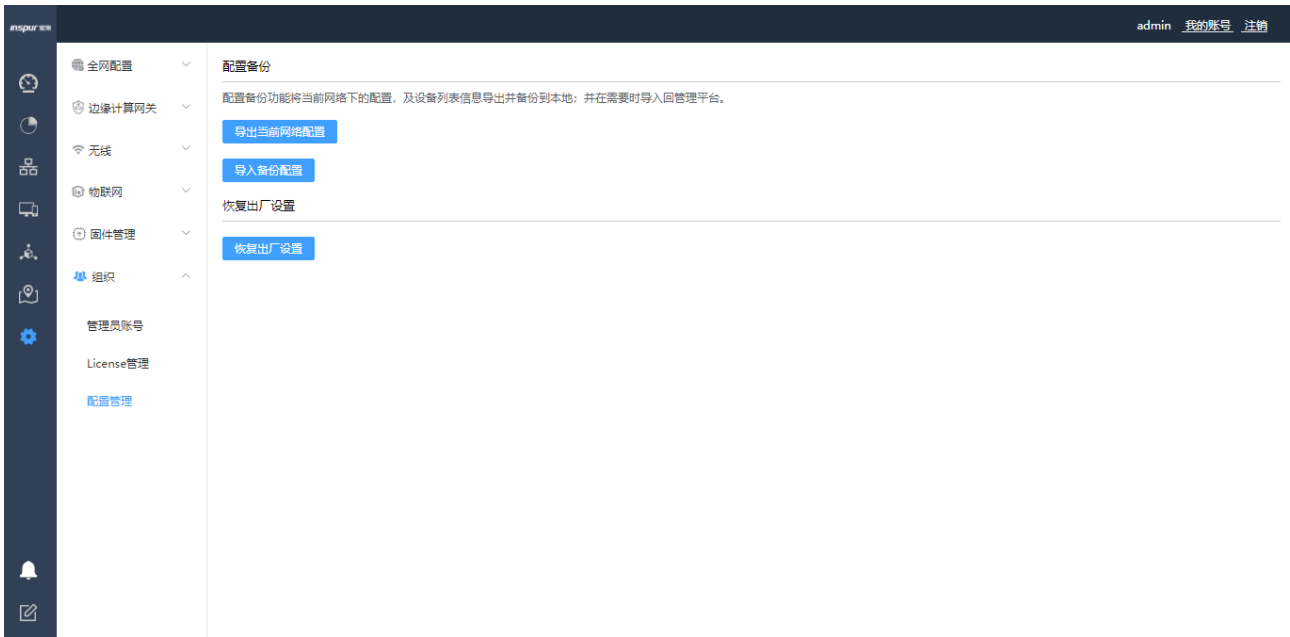 inspur 浪潮
admin 我的账号 注销
全网配置
边缘计算网关
无线
物联网
固件管理
组织
管理员账号
License管理
配置管理
配置备份
配置备份功能将当前网络下的配置，及设备列表信息导出并备份到本地；并在需要时导入回管理平台。
导出当前网络配置
导入备份配置
恢复出厂设置
恢复出厂设置